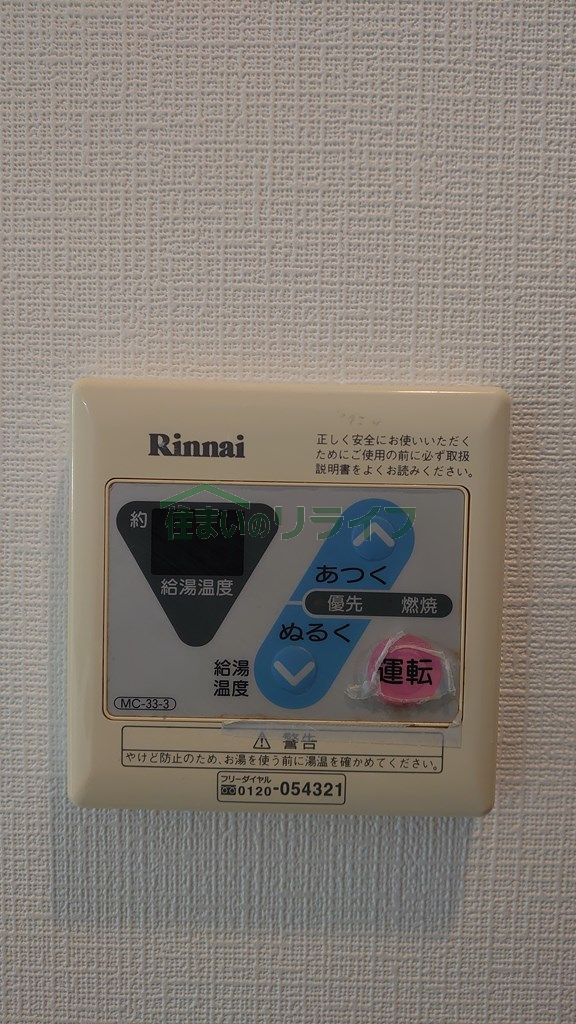 Rinnai
正しく安全にお使いいただく
ためにご使用の前に必ず取扱
説明書をよくお読みください。
約
住まいのリライフ
給湯温度
あつく
優先 燃焼
ぬるく
給湯
温度
運転
MC-33-3
⚠ 警告
やけど防止のため、お湯を使う前に湯温を確かめてください。
フリーダイヤル
0120-054321